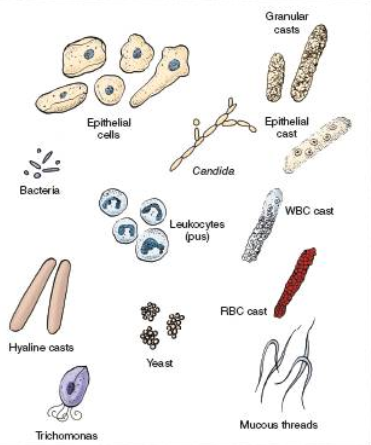 Granular
casts
Epithelial
cells
Epithelial
cast
Candida
Bacteria
Leukocytes
(pus)
WBC cast
RBC cast
Hyaline casts
Yeast
Trichomonas
Mucous threads